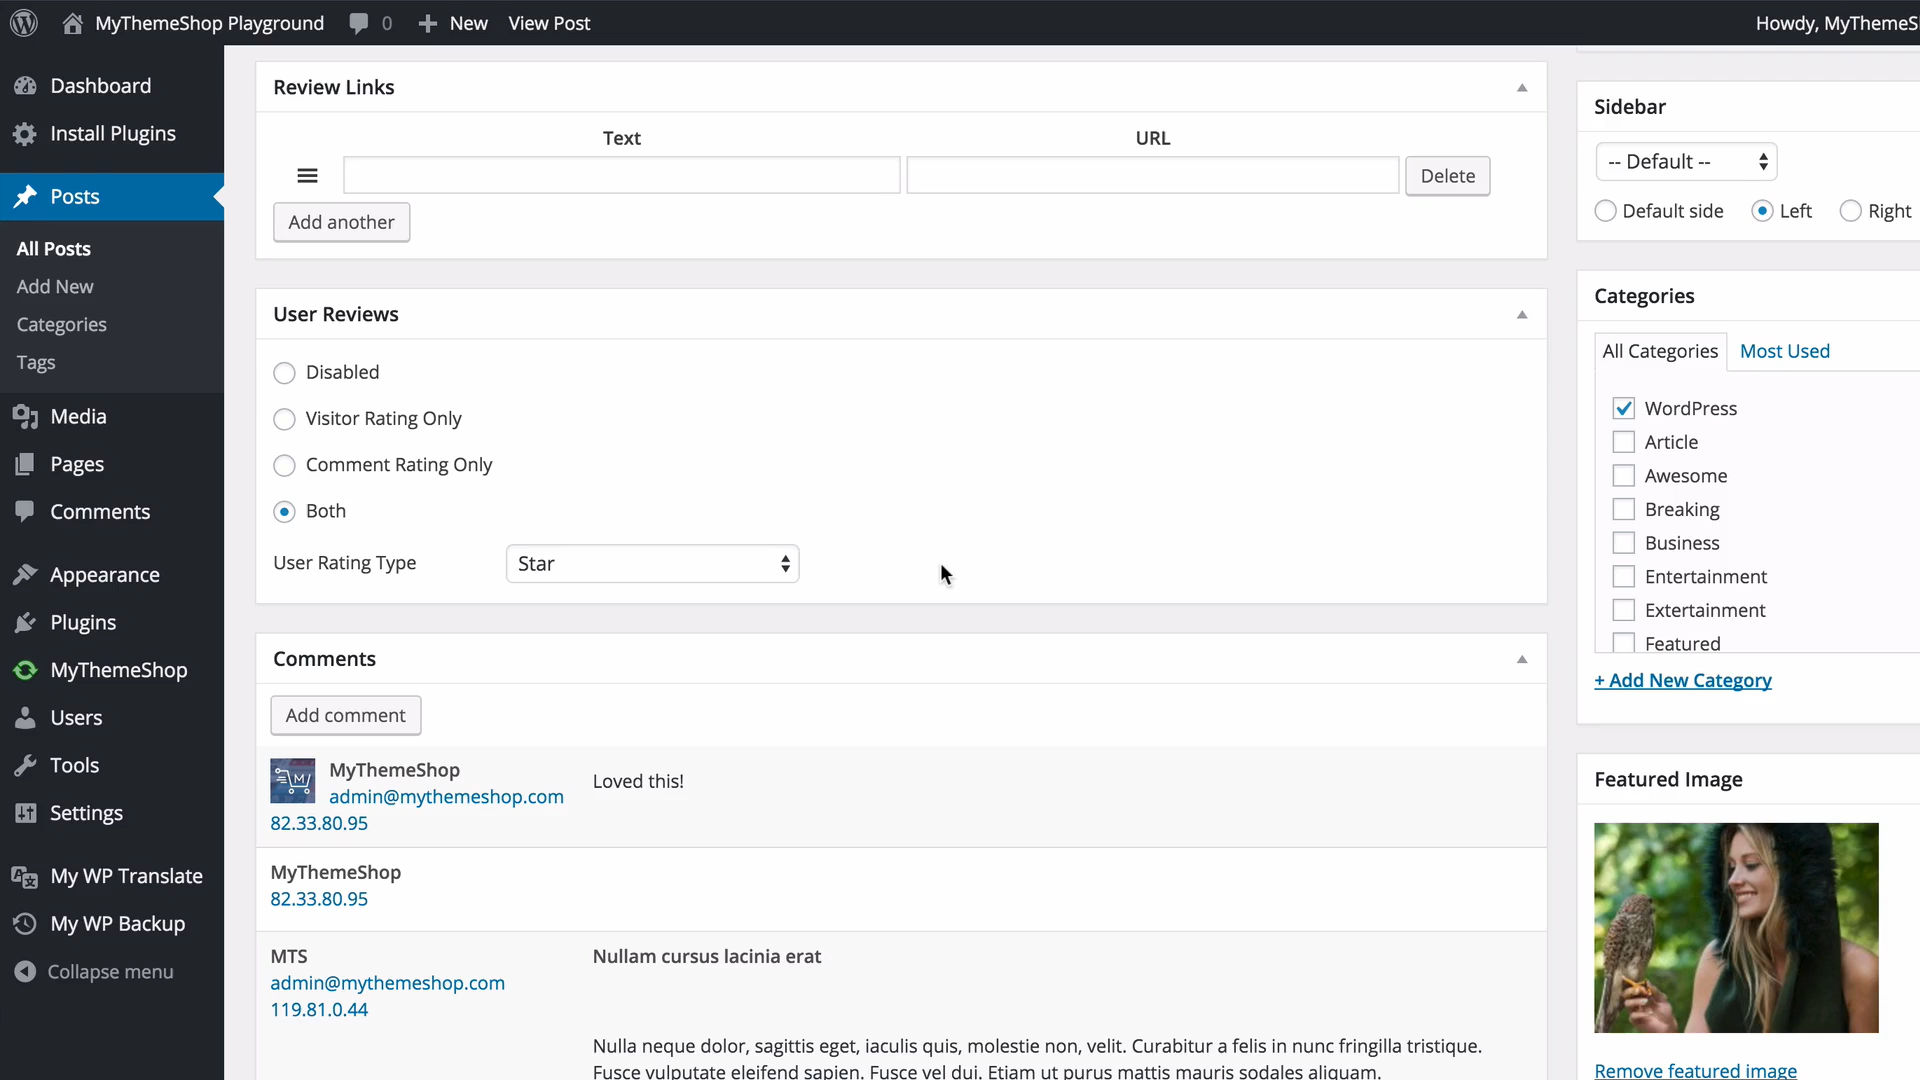 MyThemeShop Playground 0 New View Post Howdy, MyThemeS
Dashboard
Install Plugins
Posts
All Posts
Add New
Categories
Tags
Media
Pages
Comments
Appearance
Plugins
MyThemeShop
Users
Tools
Settings
My WP Translate
My WP Backup
Collapse menu
Review Links
Text URL
Delete
Add another
User Reviews
Disabled
Visitor Rating Only
Comment Rating Only
Both
User Rating Type Star
Comments
Add comment
MyThemeShop
admin@mythemeshop.com
82.33.80.95
Loved this!
MyThemeShop
82.33.80.95
MTS
admin@mythemeshop.com
119.81.0.44
Nullam cursus lacinia erat
Nulla neque dolor, sagittis eget, iaculis quis, molestie non, velit. Curabitur a felis in nunc fringilla tristique.
Fusce vulputate eleifend sapien. Fusce vel dui. Etiam ut purus mattis mauris sodales aliquam.
Sidebar
-- Default --
Default side Left Right
Categories
All Categories Most Used
WordPress
Article
Awesome
Breaking
Business
Entertainment
Extertainment
Featured
+ Add New Category
Featured Image
Remove featured image